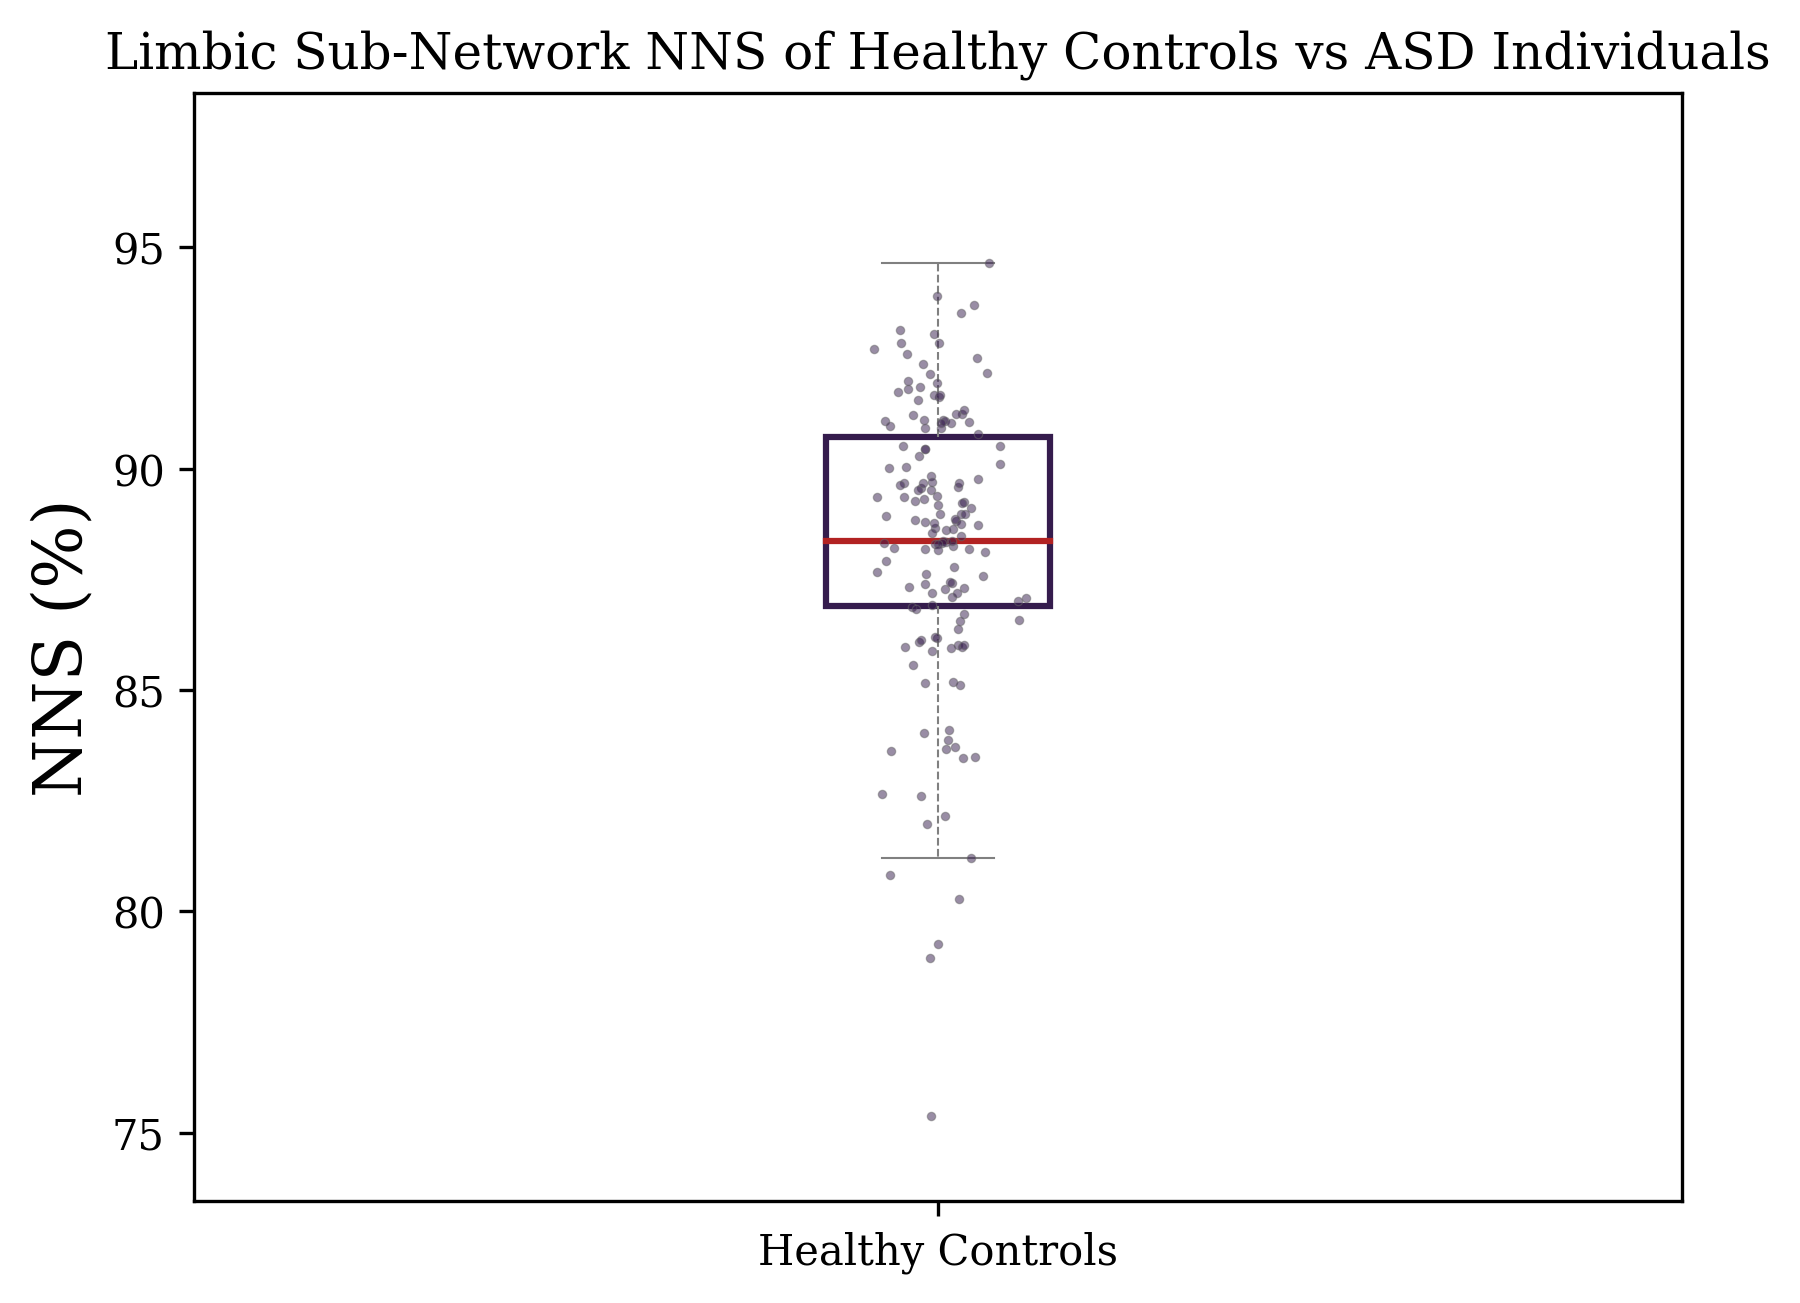 Limbic Sub-Network NNS of Healthy Controls vs ASD Individuals
NNS (%)
95
90
85
80
75
Healthy Controls